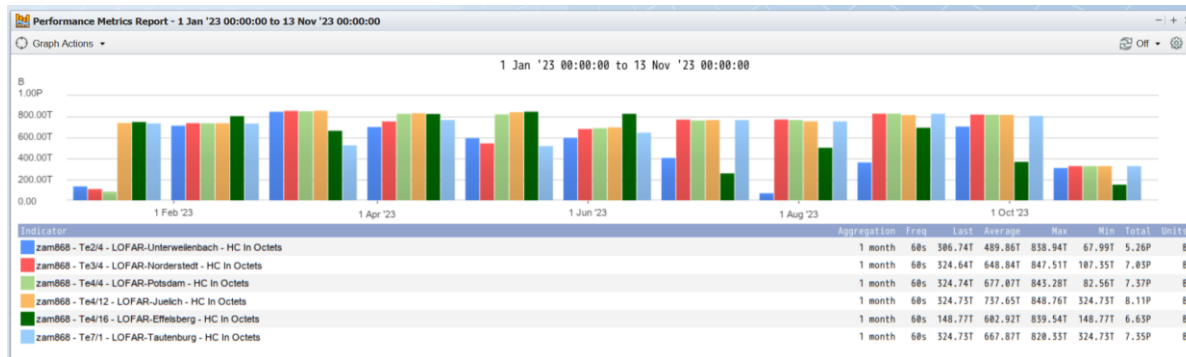 Performance Metrics Report - 1 Jan '23 00:00:00 to 13 Nov '23 00:00:00
Graph Actions Off
1 Jan '23 00:00:00 to 13 Nov '23 00:00:00
B
1.00P
800.00T
600.00T
400.00T
200.00T
0.00
1 Feb '23 1 Apr '23 1 Jun '23 1 Aug '23 1 Oct '23
Indicator Aggregation Freq Last Average Max Min Total Units
zam868 - Te2/4 - LOFAR-Unterweilenbach - HC In Octets 1 month 60s 306.74T 489.86T 838.94T 67.99T 5.26P B
zam868 - Te3/4 - LOFAR-Norderstedt - HC In Octets 1 month 60s 324.64T 648.84T 847.51T 107.35T 7.03P B
zam868 - Te4/4 - LOFAR-Potsdam - HC In Octets 1 month 60s 324.74T 677.07T 843.28T 82.56T 7.37P B
zam868 - Te4/12 - LOFAR-Juelich - HC In Octets 1 month 60s 324.73T 737.65T 848.76T 324.73T 8.11P B
zam868 - Te4/16 - LOFAR-Effelsberg - HC In Octets 1 month 60s 148.77T 602.92T 839.54T 148.77T 6.63P B
zam868 - Te7/1 - LOFAR-Tautenburg - HC In Octets 1 month 60s 324.73T 667.87T 820.33T 324.73T 7.35P B